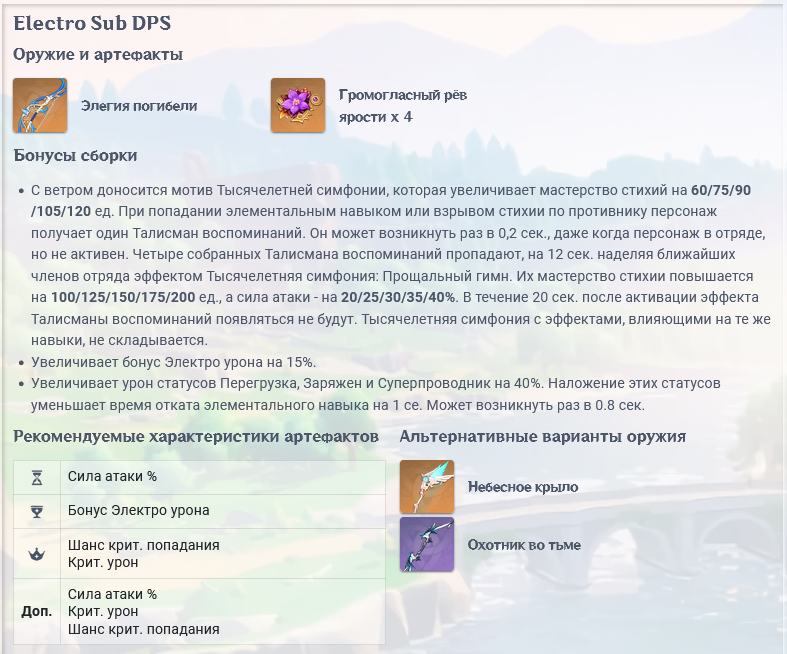 Electro Sub DPS
Оружие и артефакты
Элегия погибели
Громогласный рёв
ярости x 4
Бонусы сборки
С ветром доносится мотив Тысячелетней симфонии, которая увеличивает мастерство стихий на 60/75/90
/105/120 ед. При попадании элементальным навыком или взрывом стихии по противнику персонаж
получает один Талисман воспоминаний. Он может возникнуть раз в 0,2 сек., даже когда персонаж в отряде,
но не активен. Четыре собранных Талисмана воспоминаний пропадают, на 12 сек. наделяя ближайших
членов отряда эффектом Тысячелетняя симфония: Прощальный гимн. Их мастерство стихии повышается
на 100/125/150/175/200 ед., а сила атаки - на 20/25/30/35/40%. В течение 20 сек. после активации эффекта
Талисманы воспоминаний появляться не будут. Тысячелетняя симфония с эффектами, влияющими на те же
навыки, не складывается.
Увеличивает бонус Электро урона на 15%.
Увеличивает урон статусов Перегрузка, Заряжен и Суперпроводник на 40%. Наложение этих статусов
уменьшает время отката элементального навыка на 1 се. Может возникнуть раз в 0.8 сек.
Рекомендуемые характеристики артефактов
Сила атаки %
Бонус Электро урона
Шанс крит. попадания
Крит. урон
Доп.
Сила атаки %
Крит. урон
Шанс крит. попадания
Альтернативные варианты оружия
Небесное крыло
Охотник во тьме